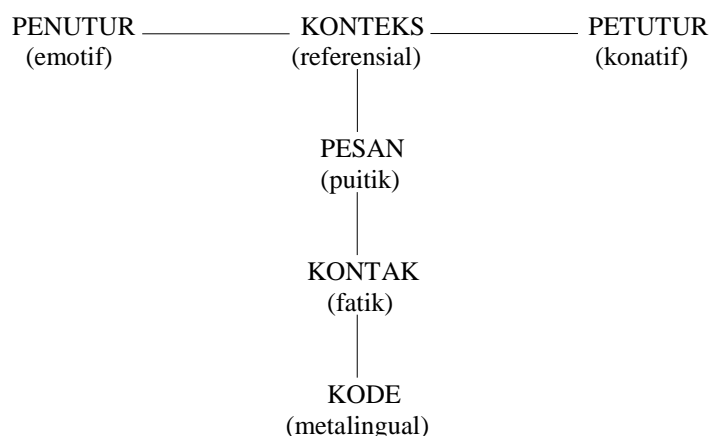 PENUTUR KONTEKS PETUTUR
(emotif) (referensial) (konatif)
PESAN
(puitik)
KONTAK
(fatik)
KODE
(metalingual)